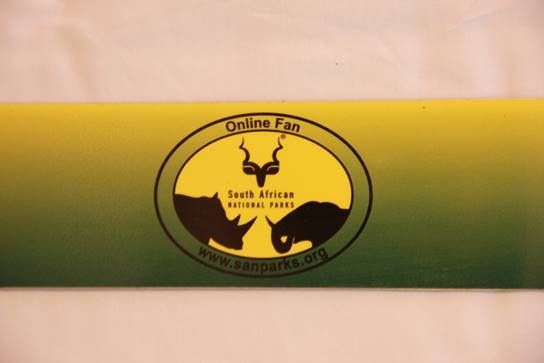 Online Fan
South African
NATIONAL PARKS
www.sanparks.org